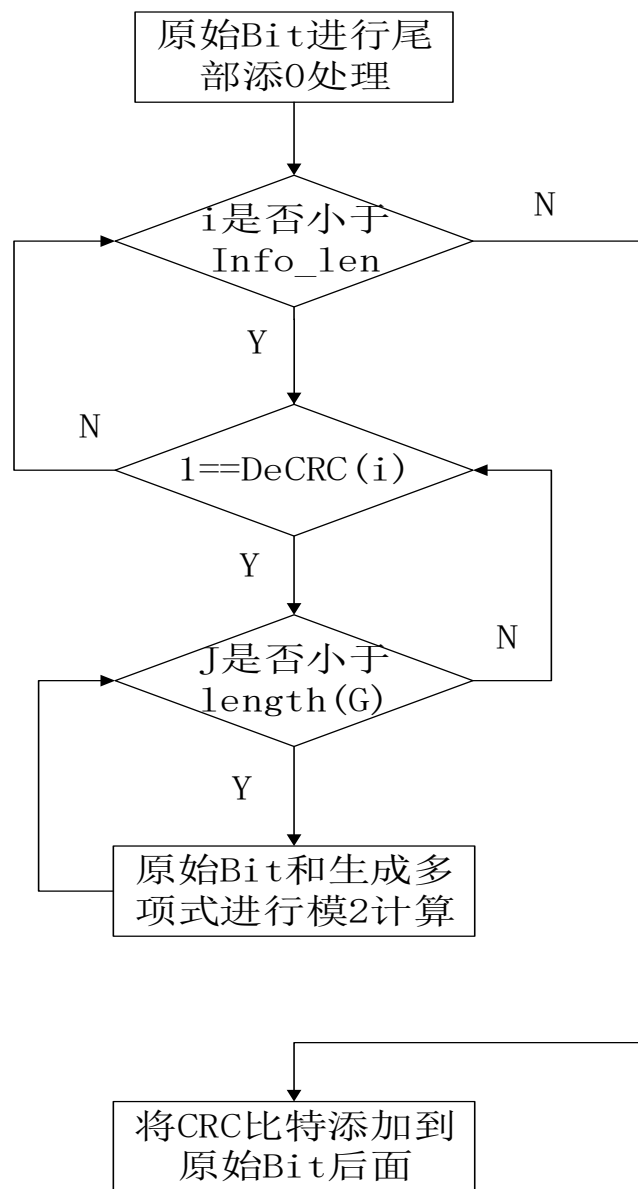 原始Bit进行尾
部添0处理
i是否小于
Info_len
N
Y
N
1==DeCRC(i)
Y
J是否小于
length(G)
N
Y
原始Bit和生成多
项式进行模2计算
将CRC比特添加到
原始Bit后面